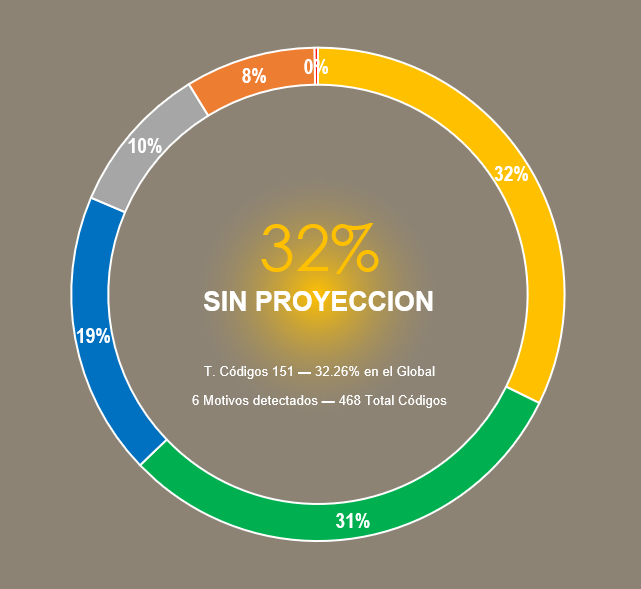 0%
8%
10%
32%
32%
SIN PROYECCION
19%
T. Códigos 151 — 32.26% en el Global
6 Motivos detectados — 468 Total Códigos
31%